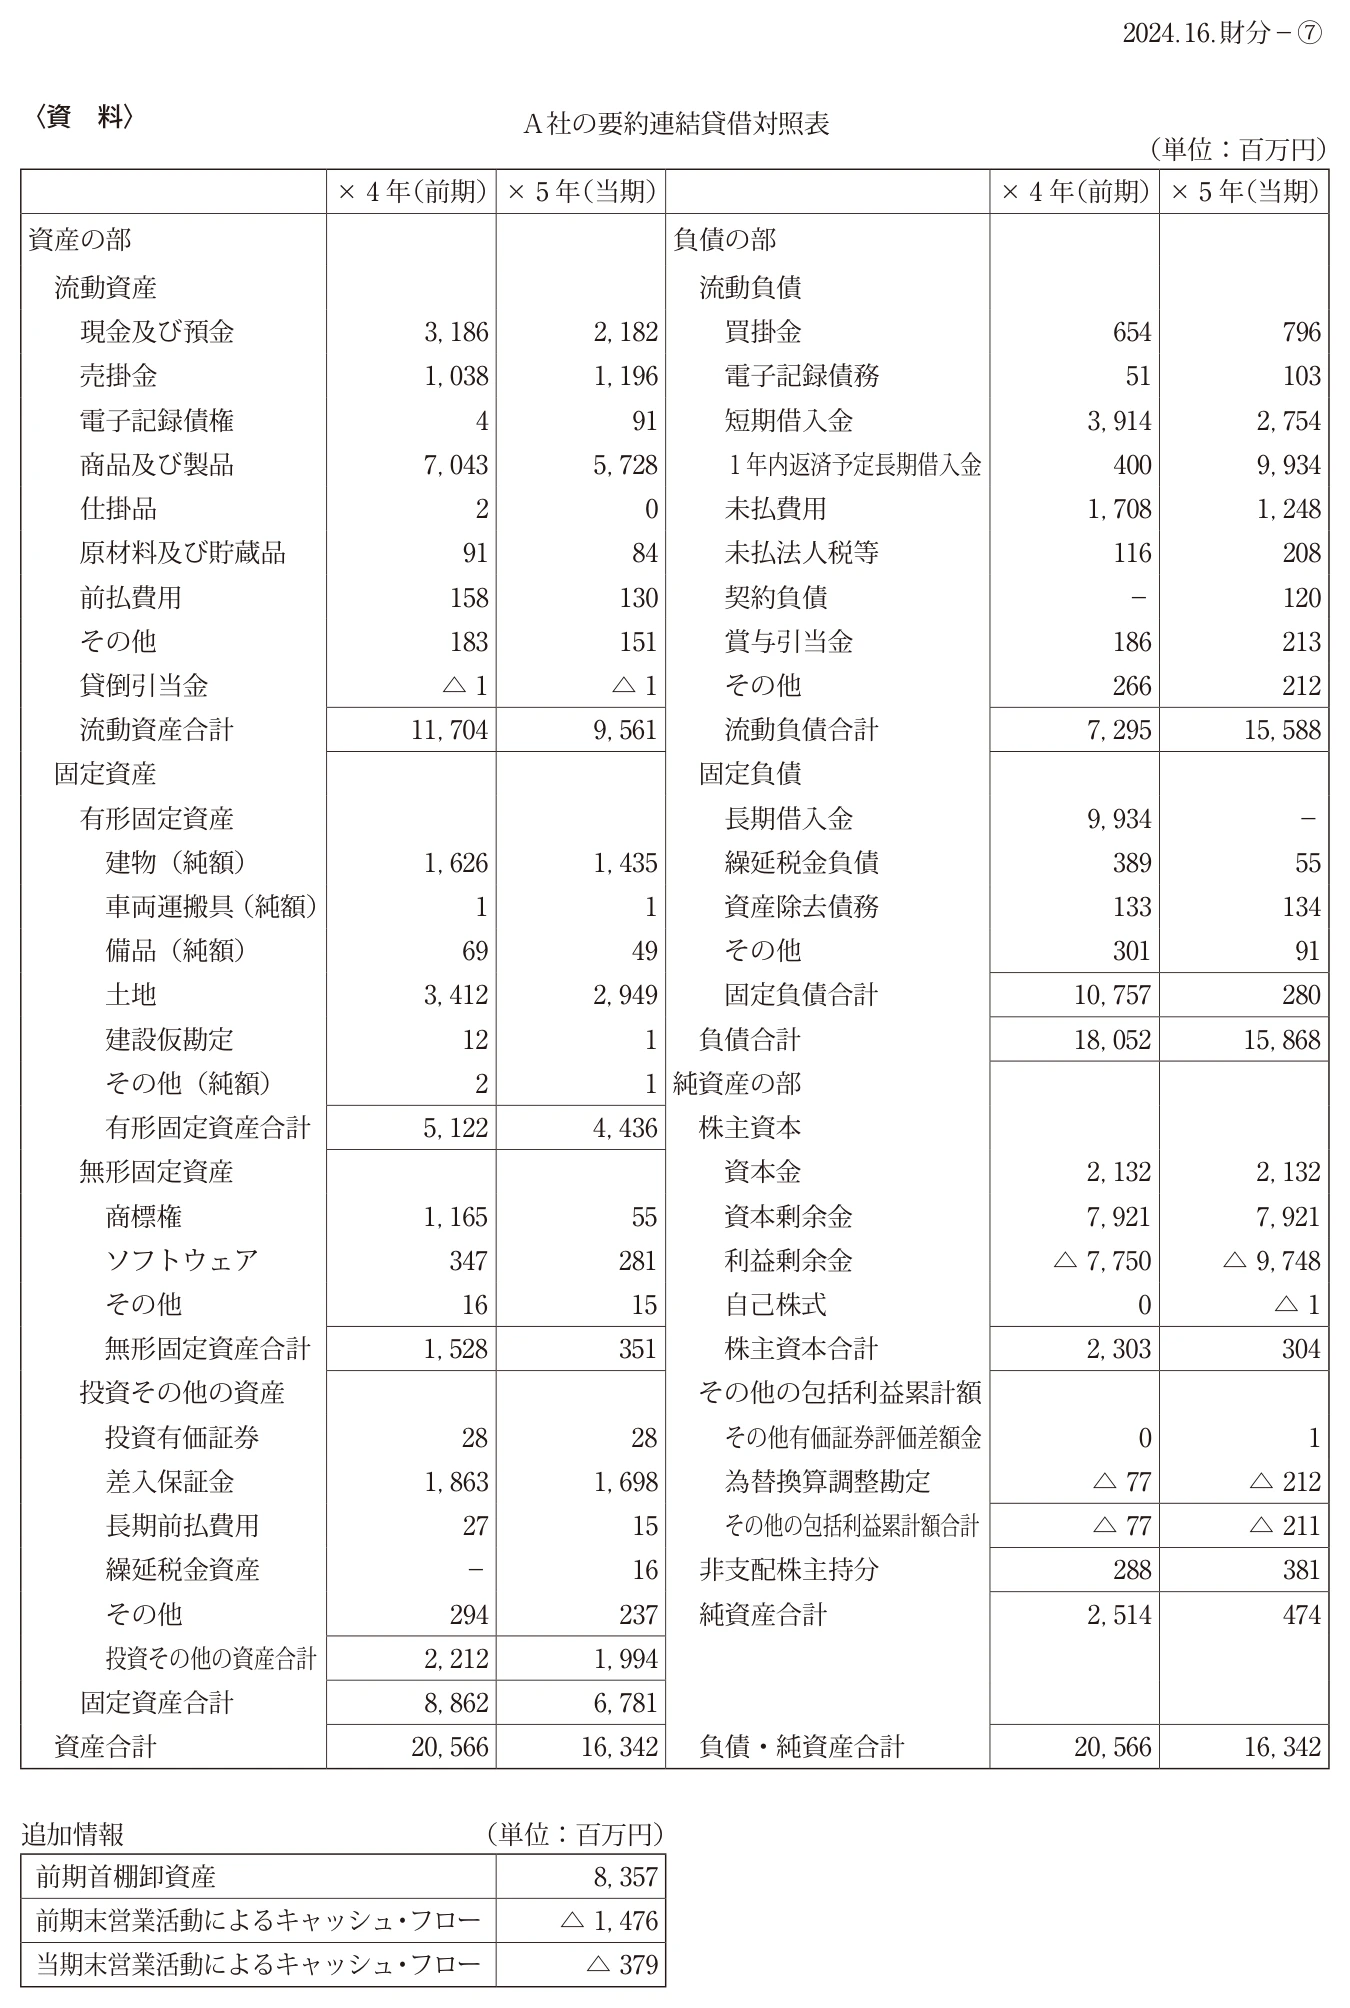 2024.16.財分−⑦
〈資　料〉
A社の要約連結貸借対照表
（単位：百万円）
×4年（前期） ×5年（当期） ×4年（前期） ×5年（当期）
資産の部 負債の部
流動資産 流動負債
現金及び預金 3,186 2,182 買掛金 654 796
売掛金 1,038 1,196 電子記録債務 51 103
電子記録債権 4 91 短期借入金 3,914 2,754
商品及び製品 7,043 5,728 1年内返済予定長期借入金 400 9,934
仕掛品 2 0 未払費用 1,708 1,248
原材料及び貯蔵品 91 84 未払法人税等 116 208
前払費用 158 130 契約負債 − 120
その他 183 151 賞与引当金 186 213
貸倒引当金 △1 △1 その他 266 212
流動資産合計 11,704 9,561 流動負債合計 7,295 15,588
固定資産 固定負債
有形固定資産 長期借入金 9,934 −
建物（純額） 1,626 1,435 繰延税金負債 389 55
車両運搬具（純額） 1 1 資産除去債務 133 134
備品（純額） 69 49 その他 301 91
土地 3,412 2,949 固定負債合計 10,757 280
建設仮勘定 12 1 負債合計 18,052 15,868
その他（純額） 2 1 純資産の部
有形固定資産合計 5,122 4,436 株主資本
無形固定資産 資本金 2,132 2,132
商標権 1,165 55 資本剰余金 7,921 7,921
ソフトウェア 347 281 利益剰余金 △7,750 △9,748
その他 16 15 自己株式 0 △1
無形固定資産合計 1,528 351 株主資本合計 2,303 304
投資その他の資産 その他の包括利益累計額
投資有価証券 28 28 その他有価証券評価差額金 0 1
差入保証金 1,863 1,698 為替換算調整勘定 △77 △212
長期前払費用 27 15 その他の包括利益累計額合計 △77 △211
繰延税金資産 − 16 非支配株主持分 288 381
その他 294 237 純資産合計 2,514 474
投資その他の資産合計 2,212 1,994
固定資産合計 8,862 6,781
資産合計 20,566 16,342 負債・純資産合計 20,566 16,342
追加情報 （単位：百万円）
前期首棚卸資産 8,357
前期末営業活動によるキャッシュ・フロー △1,476
当期末営業活動によるキャッシュ・フロー △379